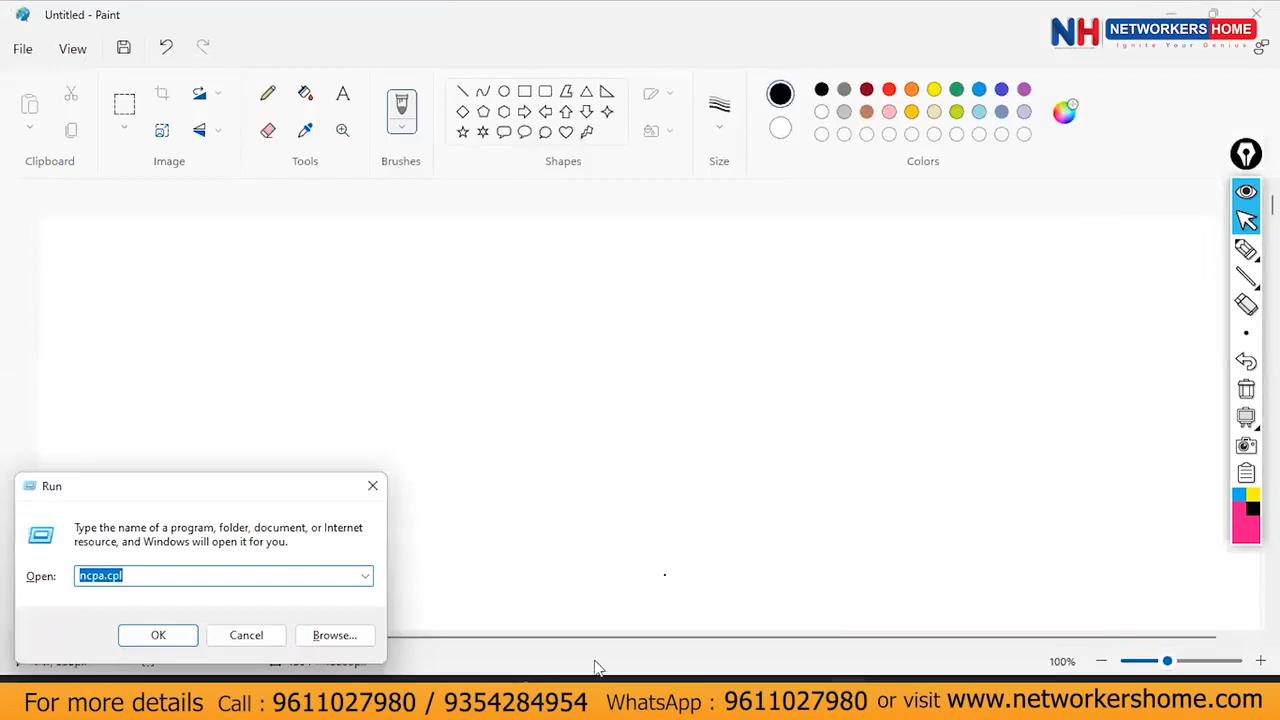 Untitled - Paint
NH NETWORKERS HOME
Ignite Your Genius
File View
Clipboard Image Tools Brushes Shapes Size Colors
Run
Type the name of a program, folder, document, or Internet
resource, and Windows will open it for you.
Open: ncpa.cpl
OK Cancel Browse...
100%
For more details Call : 9611027980 / 9354284954 WhatsApp : 9611027980 or visit www.networkershome.com